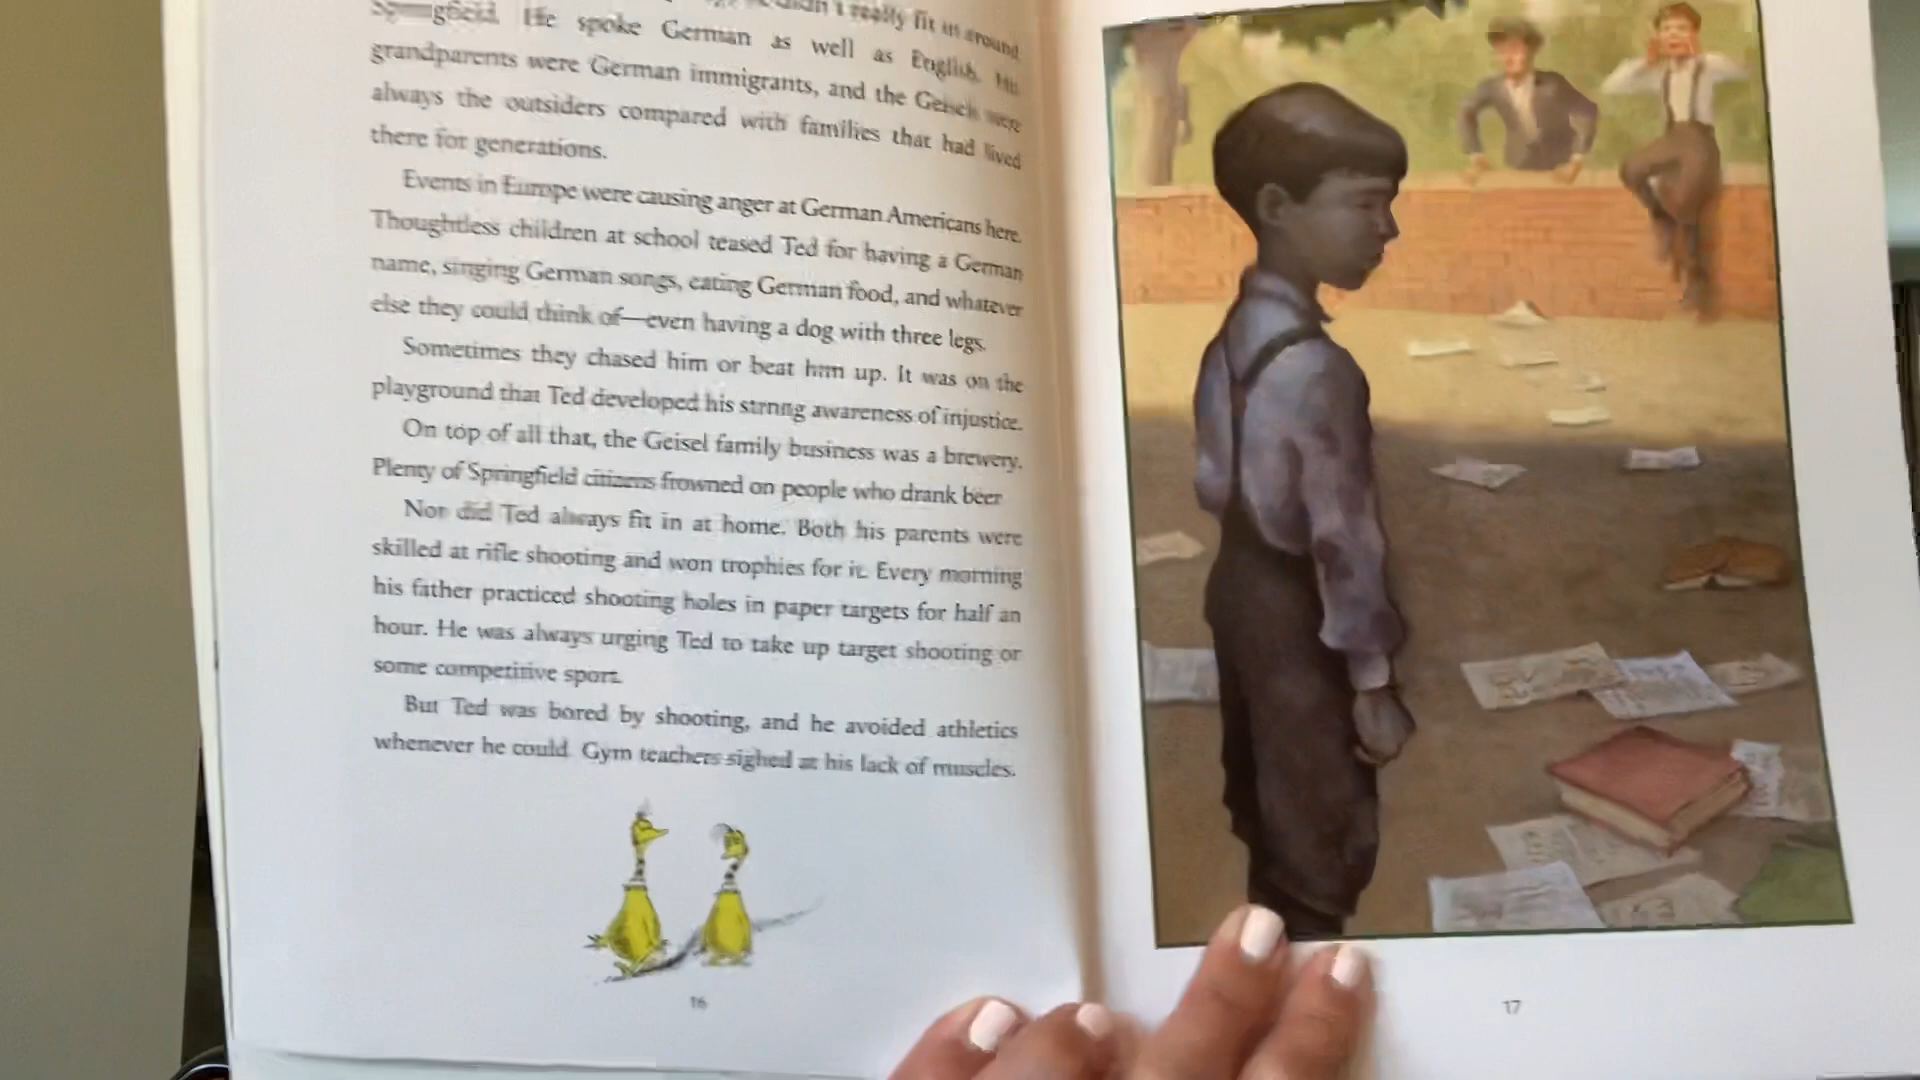 didn't really fit in around
Springfield. He spoke German as well as English. His
grandparents were German immigrants, and the Geisels were
always the outsiders compared with families that had lived
there for generations.
Events in Europe were causing anger at German Americans here.
Thoughtless children at school teased Ted for having a German
name, singing German songs, eating German food, and whatever
else they could think of—even having a dog with three legs.
Sometimes they chased him or beat him up. It was on the
playground that Ted developed his strong awareness of injustice.
On top of all that, the Geisel family business was a brewery.
Plenty of Springfield citizens frowned on people who drank beer
Nor did Ted always fit in at home. Both his parents were
skilled at rifle shooting and won trophies for it. Every morning
his father practiced shooting holes in paper targets for half an
hour. He was always urging Ted to take up target shooting or
some competitive sport.
But Ted was bored by shooting, and he avoided athletics
whenever he could. Gym teachers sighed at his lack of muscles.
16
17